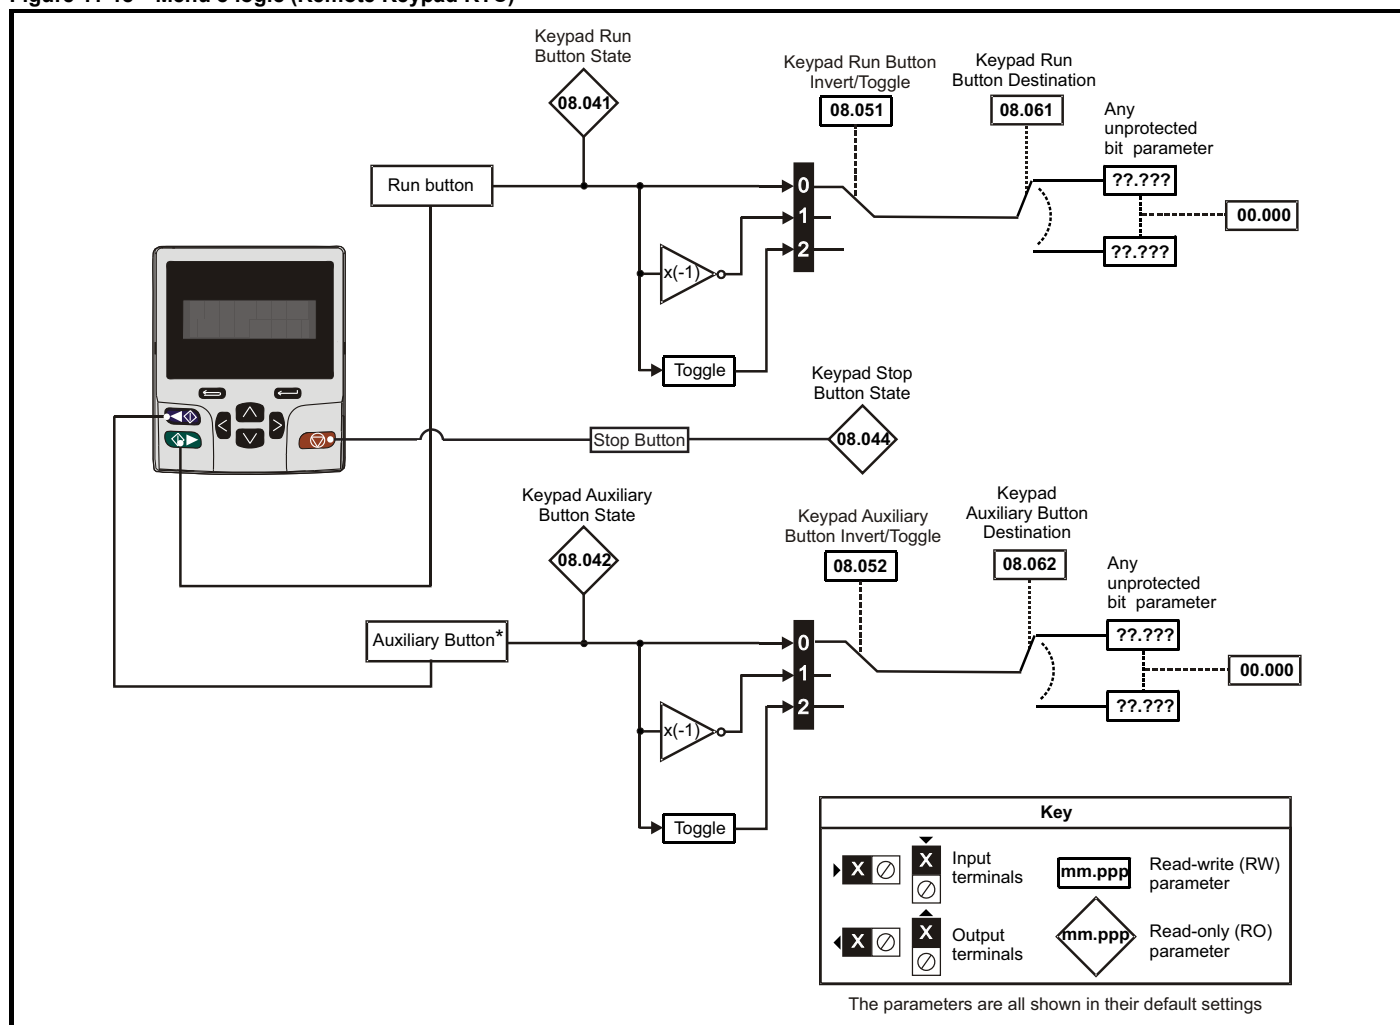 Keypad Run
Button State
08.041
Keypad Run Button
Invert/Toggle
08.051
Keypad Run
Button Destination
08.061
Any
unprotected
bit parameter
??.???
??.???
00.000
Run button
0
1
2
x(-1)
Toggle
Keypad Stop
Button State
08.044
Stop Button
Keypad Auxiliary
Button State
08.042
Keypad Auxiliary
Button Invert/Toggle
08.052
Keypad
Auxiliary Button
Destination
08.062
Any
unprotected
bit parameter
??.???
??.???
00.000
Auxiliary Button*
0
1
2
x(-1)
Toggle
Key
X
X
Input
terminals
mm.ppp
Read-write (RW)
parameter
X
X
Output
terminals
mm.ppp
Read-only (RO)
parameter
The parameters are all shown in their default settings